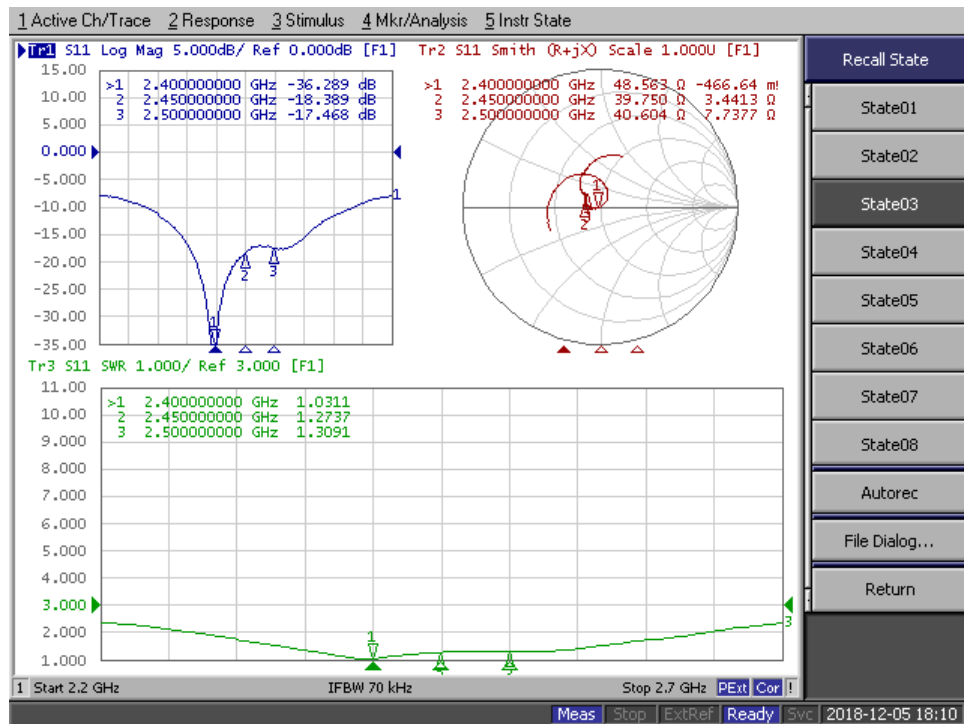 1 Active Ch/Trace 2 Response 3 Stimulus 4 Mkr/Analysis 5 Instr State
Tr1 S11 Log Mag 5.000dB/ Ref 0.000dB [F1]
15.00
10.00
5.000
0.000
-5.000
-10.00
-15.00
-20.00
-25.00
-30.00
-35.00
>1 2.400000000 GHz -36.289 dB
2 2.450000000 GHz -18.389 dB
3 2.500000000 GHz -17.468 dB
1
2
3
1
Tr2 S11 Smith (R+jX) Scale 1.000U [F1]
>1 2.400000000 GHz 48.563 Ω -466.64 m
2 2.450000000 GHz 39.750 Ω 3.4413 Ω
3 2.500000000 GHz 40.604 Ω 7.7377 Ω
1
2
Tr3 S11 SWR 1.000/ Ref 3.000 [F1]
11.00
10.00
9.000
8.000
7.000
6.000
5.000
4.000
3.000
2.000
1.000
>1 2.400000000 GHz 1.0311
2 2.450000000 GHz 1.2737
3 2.500000000 GHz 1.3091
1
3
1 Start 2.2 GHz IFBW 70 kHz Stop 2.7 GHz PExt Cor !
Meas Stop ExtRef Ready Svc 2018-12-05 18:10
Recall State
State01
State02
State03
State04
State05
State06
State07
State08
Autorec
File Dialog...
Return